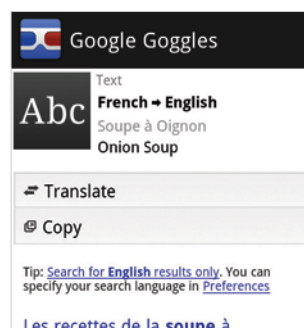 Google Goggles
Text
Abc
French → English
Soupe à Oignon
Onion Soup
Translate
Copy
Tip: Search for English results only. You can
specify your search language in Preferences
Les recettes de la soupe à